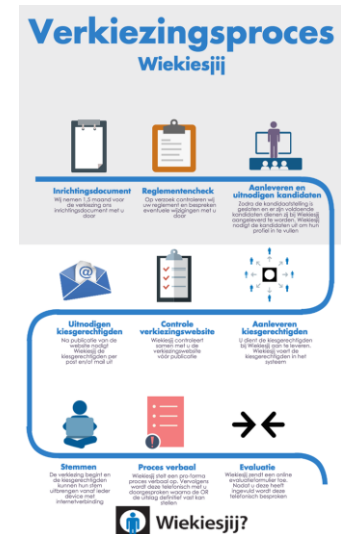 Verkiezingsproces
Wiekiesjij
Inrichtingsdocument
Wij nemen 1,5 maand voor
de verkiezing ons
inrichtingsdocument met u
door
Reglementencheck
Op verzoek controleren wij
uw reglement en bespreken
eventuele wijzigingen met u
door
Aanleveren en
uitnodigen kandidaten
Zodra de kandidaatstelling is
gesloten en er zijn voldoende
kandidaten dienen zij bij Wiekiesjij
aangeleverd te worden. Wiekiesjij
nodigt de kandidaten uit om hun
profiel in te vullen
Uitnodigen
kiesgerechtigden
Na publicatie van de
website nodigt
Wiekiesjij de
kiesgerechtigden per
post en/of mail uit
Controle
verkiezingswebsite
Wiekiesjij controleert
samen met u de
verkiezingswebsite
vóór publicatie
Aanleveren
kiesgerechtigden
U dient de kiesgerechtigden
bij Wiekiesjij aan te leveren.
Wiekiesjij voert de
kiesgerechtigden in het
systeem
Stemmen
De verkiezing begint en
de kiesgerechtigden
kunnen hun stem
uitbrengen vanaf ieder
device met
internetverbinding
Proces verbaal
Wiekiesjij stelt een pro-forma
proces verbaal op. Vervolgens
wordt deze telefonisch met u
doorgesproken waarna de OR
de uitslag definitief vast kan
stellen
Evaluatie
Wiekiesjij zendt een online
evaluatieformulier toe.
Nadat u deze heeft
ingevuld wordt deze
telefonisch besproken
Wiekiesjij?